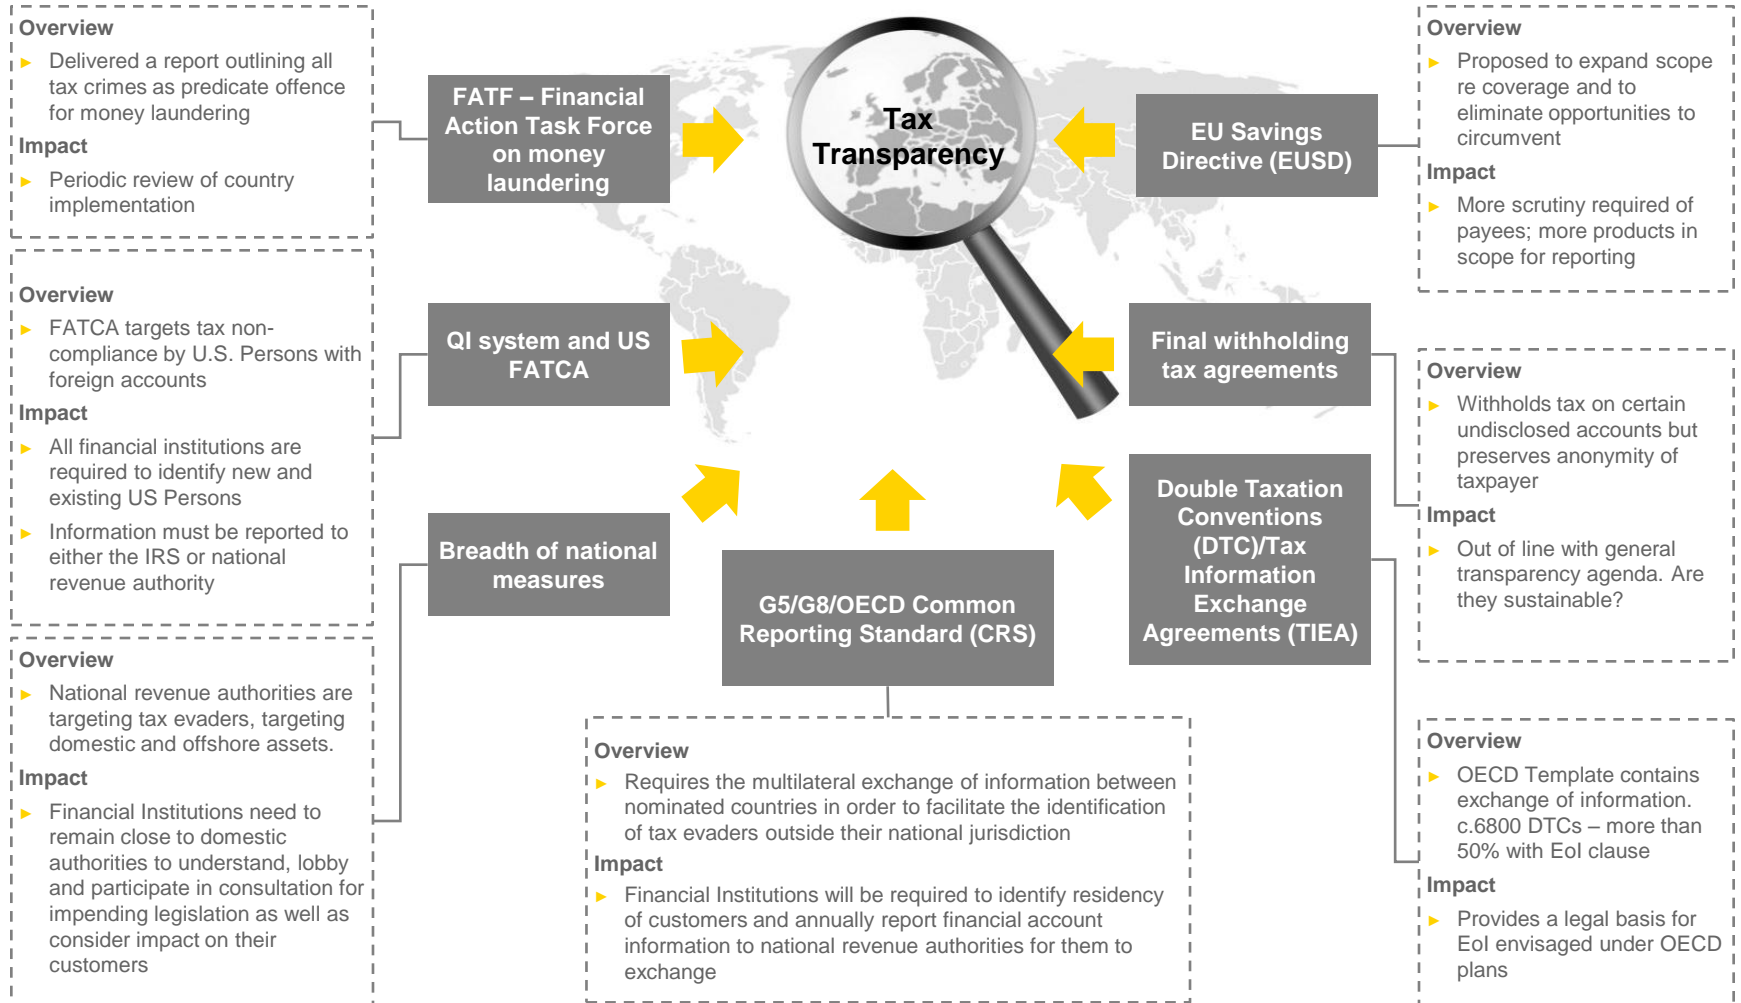 Overview
► Delivered a report outlining all
tax crimes as predicate offence
for money laundering
Impact
► Periodic review of country
implementation
FATF – Financial
Action Task Force
on money
laundering
Tax
Transparency
EU Savings
Directive (EUSD)
Overview
► Proposed to expand scope
re coverage and to
eliminate opportunities to
circumvent
Impact
► More scrutiny required of
payees; more products in
scope for reporting
Overview
► FATCA targets tax non-
compliance by U.S. Persons with
foreign accounts
Impact
► All financial institutions are
required to identify new and
existing US Persons
► Information must be reported to
either the IRS or national
revenue authority
QI system and US
FATCA
Final withholding
tax agreements
Overview
► Withholds tax on certain
undisclosed accounts but
preserves anonymity of
taxpayer
Impact
► Out of line with general
transparency agenda. Are
they sustainable?
Breadth of national
measures
G5/G8/OECD Common
Reporting Standard (CRS)
Double Taxation
Conventions
(DTC)/Tax
Information
Exchange
Agreements (TIEA)
Overview
► National revenue authorities are
targeting tax evaders, targeting
domestic and offshore assets.
Impact
► Financial Institutions need to
remain close to domestic
authorities to understand, lobby
and participate in consultation for
impending legislation as well as
consider impact on their
customers
Overview
► Requires the multilateral exchange of information between
nominated countries in order to facilitate the identification
of tax evaders outside their national jurisdiction
Impact
► Financial Institutions will be required to identify residency
of customers and annually report financial account
information to national revenue authorities for them to
exchange
Overview
► OECD Template contains
exchange of information.
c.6800 DTCs – more than
50% with EoI clause
Impact
► Provides a legal basis for
EoI envisaged under OECD
plans